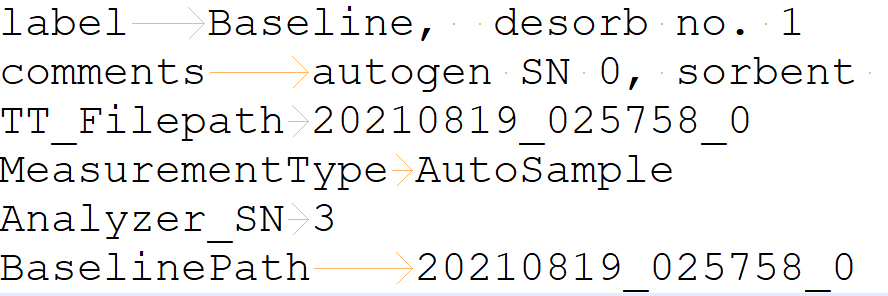 label	Baseline,  desorb no. 1
comments	autogen SN 0, sorbent
TT_Filepath	20210819_025758_0
MeasurementType	AutoSample
Analyzer_SN	3
BaselinePath	20210819_025758_0